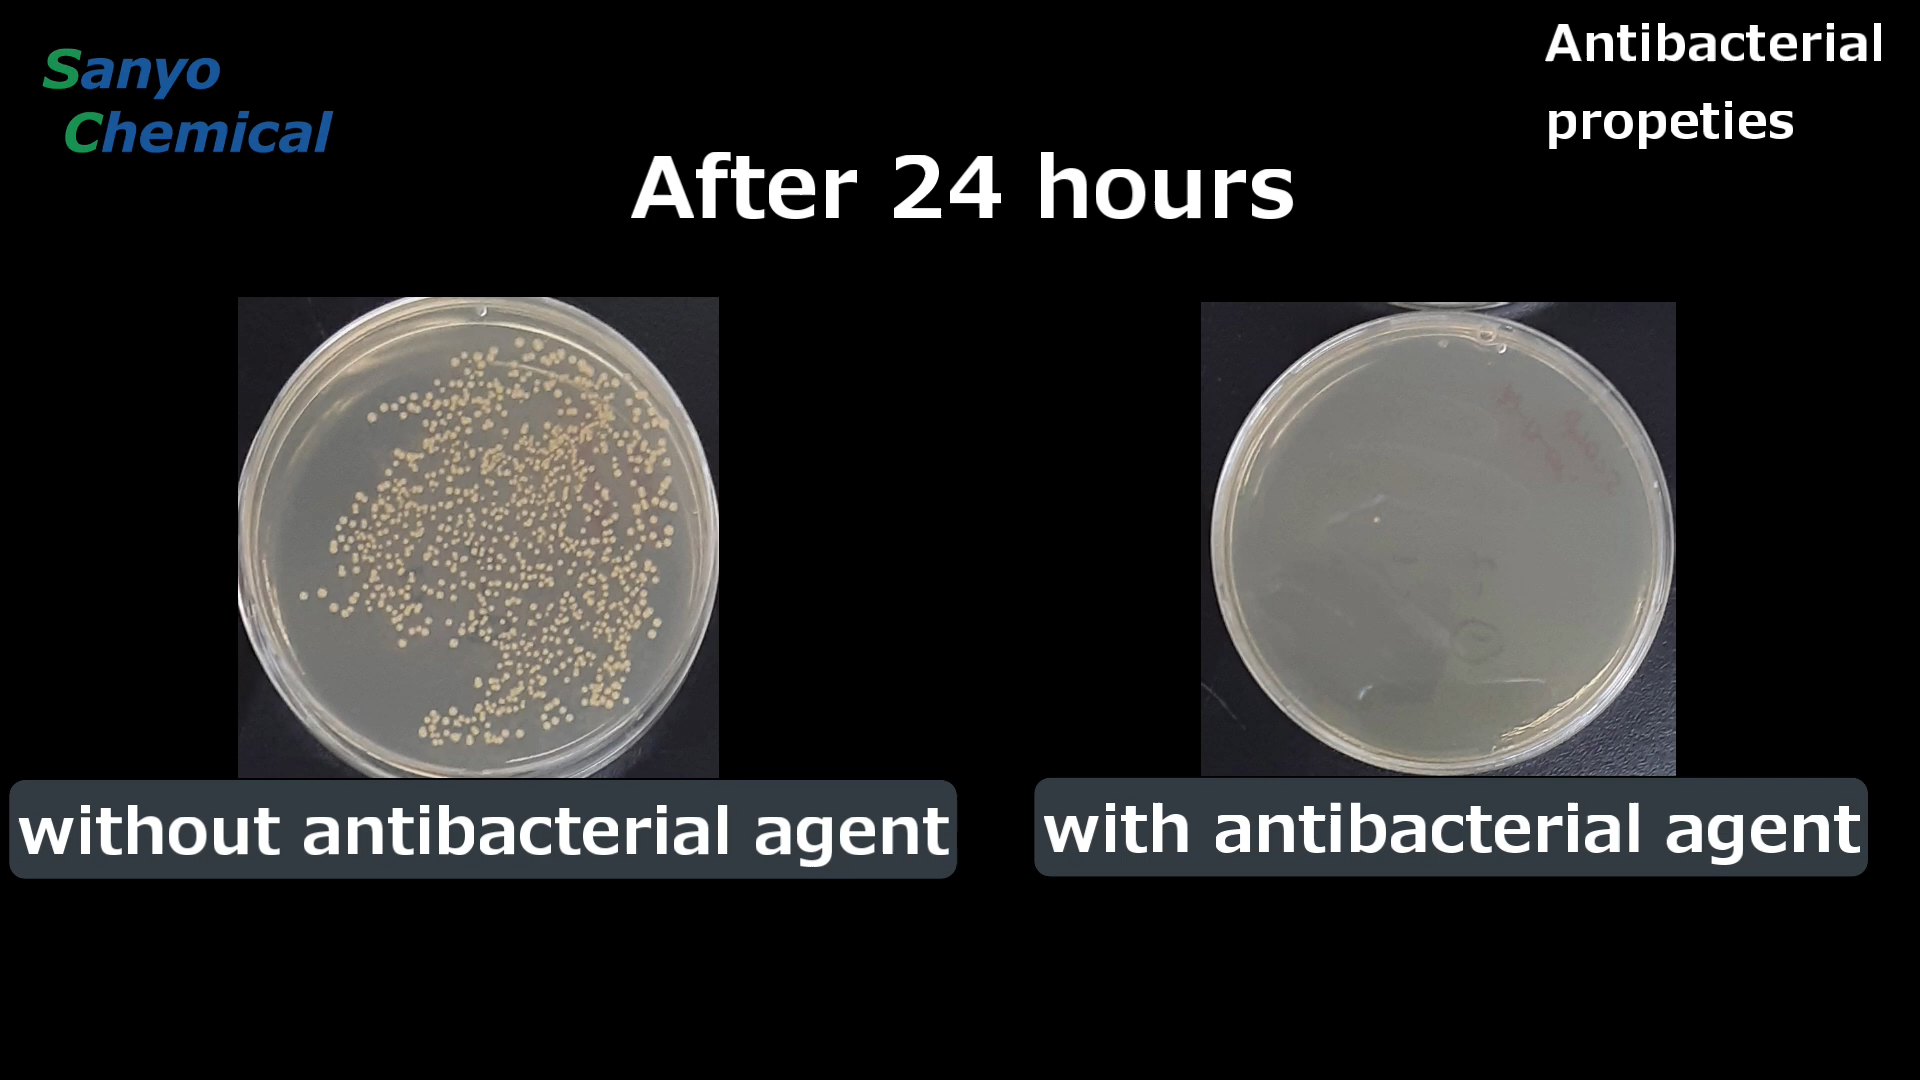 Sanyo
Chemical
Antibacterial
propeties
After 24 hours
without antibacterial agent
with antibacterial agent